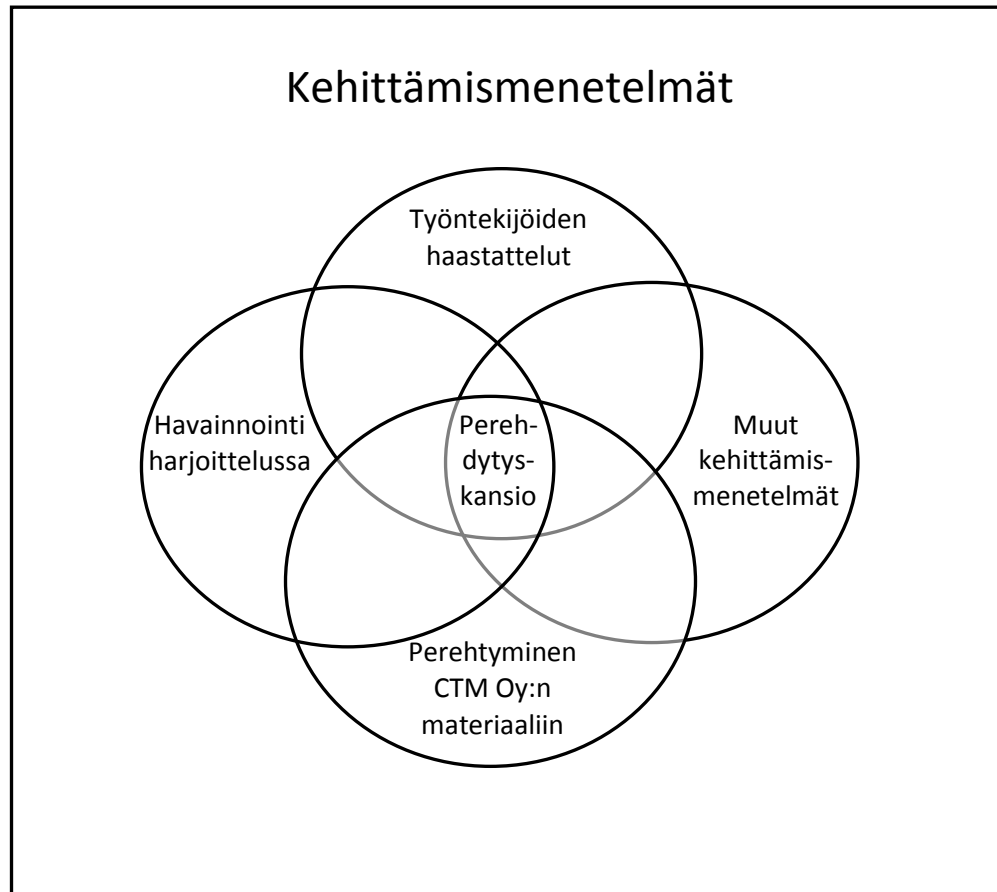 Kehittämismenetelmät
Työntekijöiden
haastattelut
Havainnointi
harjoittelussa
Pereh-
dytys-
kansio
Muut
kehittämis-
menetelmät
Perehtyminen
CTM Oy:n
materiaaliin